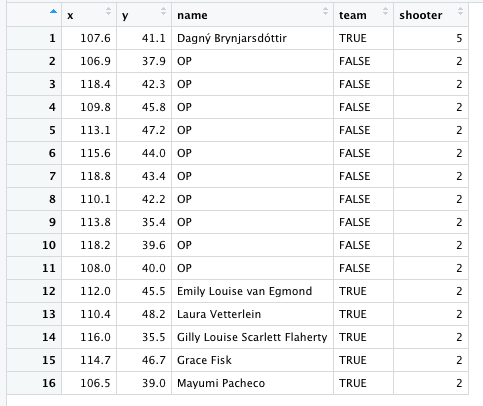 x y name team shooter
1 107.6 41.1 Dagný Brynjarsdóttir TRUE 5
2 106.9 37.9 OP FALSE 2
3 118.4 42.3 OP FALSE 2
4 109.8 45.8 OP FALSE 2
5 113.1 47.2 OP FALSE 2
6 115.6 44.0 OP FALSE 2
7 118.8 43.4 OP FALSE 2
8 110.1 42.2 OP FALSE 2
9 113.8 35.4 OP FALSE 2
10 118.2 39.6 OP FALSE 2
11 108.0 40.0 OP FALSE 2
12 112.0 45.5 Emily Louise van Egmond TRUE 2
13 110.4 48.2 Laura Vetterlein TRUE 2
14 116.0 35.5 Gilly Louise Scarlett Flaherty TRUE 2
15 114.7 46.7 Grace Fisk TRUE 2
16 106.5 39.0 Mayumi Pacheco TRUE 2